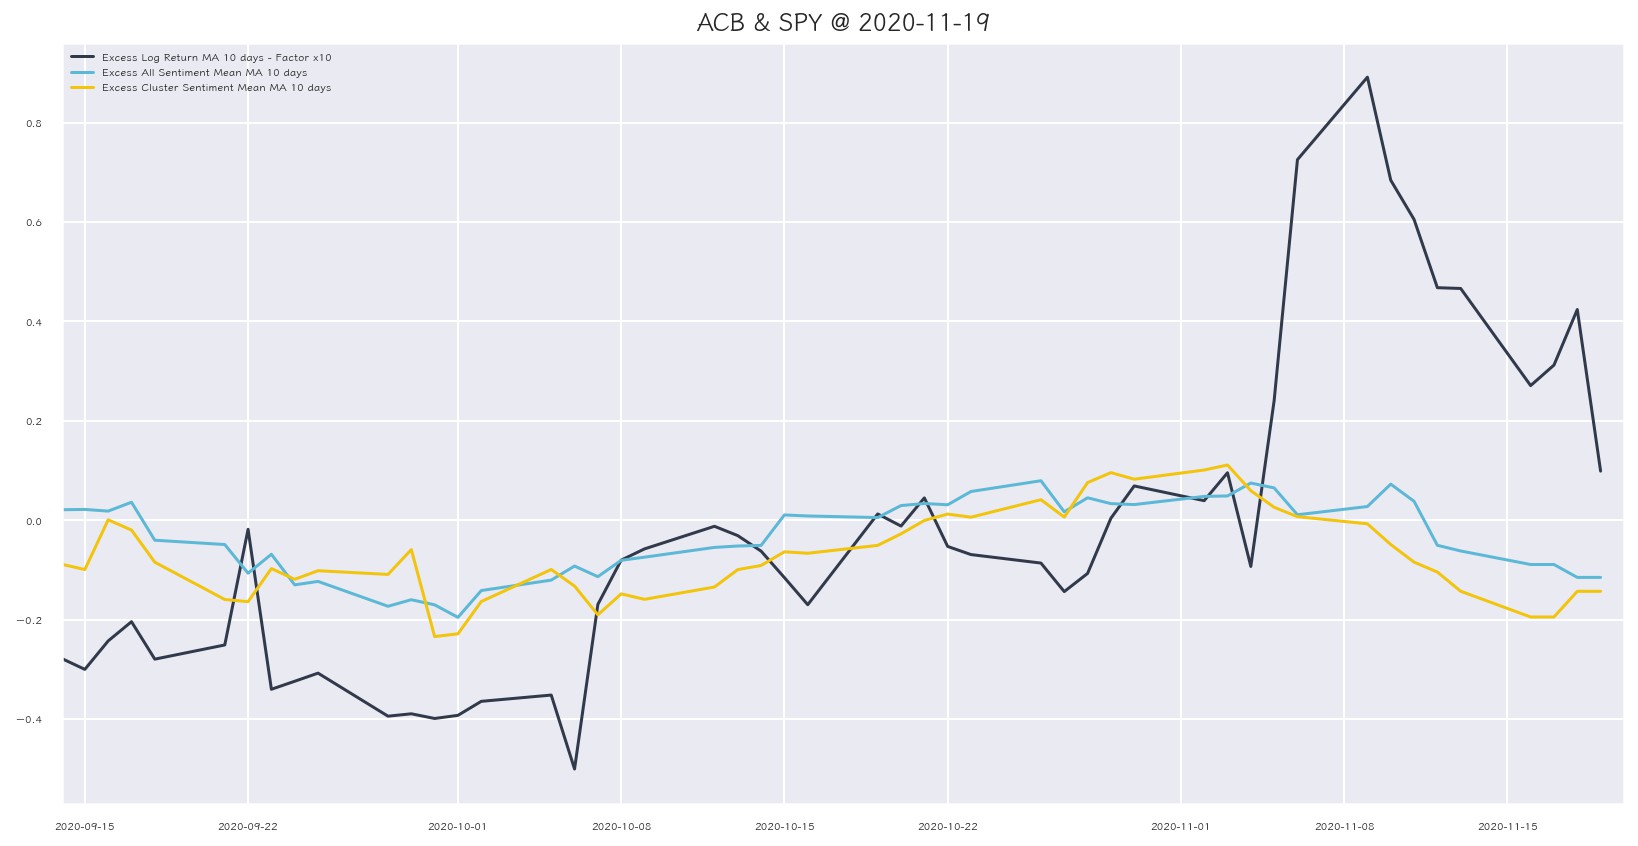 ACB & SPY @ 2020-11-19
Excess Log Return MA 10 days - Factor x10
Excess All Sentiment Mean MA 10 days
Excess Cluster Sentiment Mean MA 10 days
0.8
0.6
0.4
0.2
0.0
−0.2
−0.4
2020-09-15 2020-09-22 2020-10-01 2020-10-08 2020-10-15 2020-10-22 2020-11-01 2020-11-08 2020-11-15